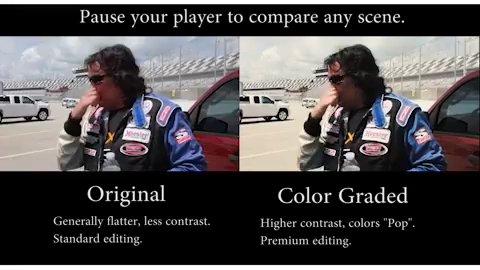 Pause your player to compare any scene.
Original
Generally flatter, less contrast.
Standard editing.
Color Graded
Higher contrast, colors "Pop".
Premium editing.